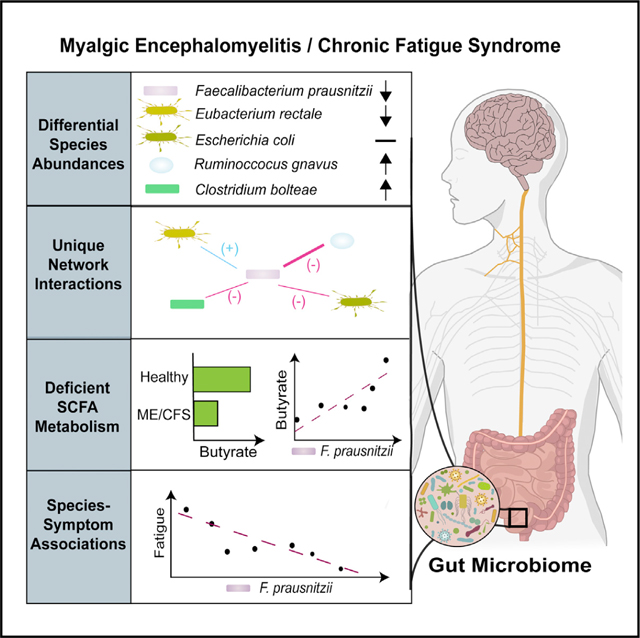 Myalgic Encephalomyelitis / Chronic Fatigue Syndrome
Differential
Species
Abundances
Faecalibacterium prausnitzii
Eubacterium rectale
Escherichia coli
Ruminoccocus gnavus
Clostridium bolteae
Unique
Network
Interactions
(+)
(-)
(-)
(-)
Deficient
SCFA
Metabolism
Healthy
ME/CFS
Butyrate
Butyrate
F. prausnitzii
Species-
Symptom
Associations
Fatigue
F. prausnitzii
Gut Microbiome